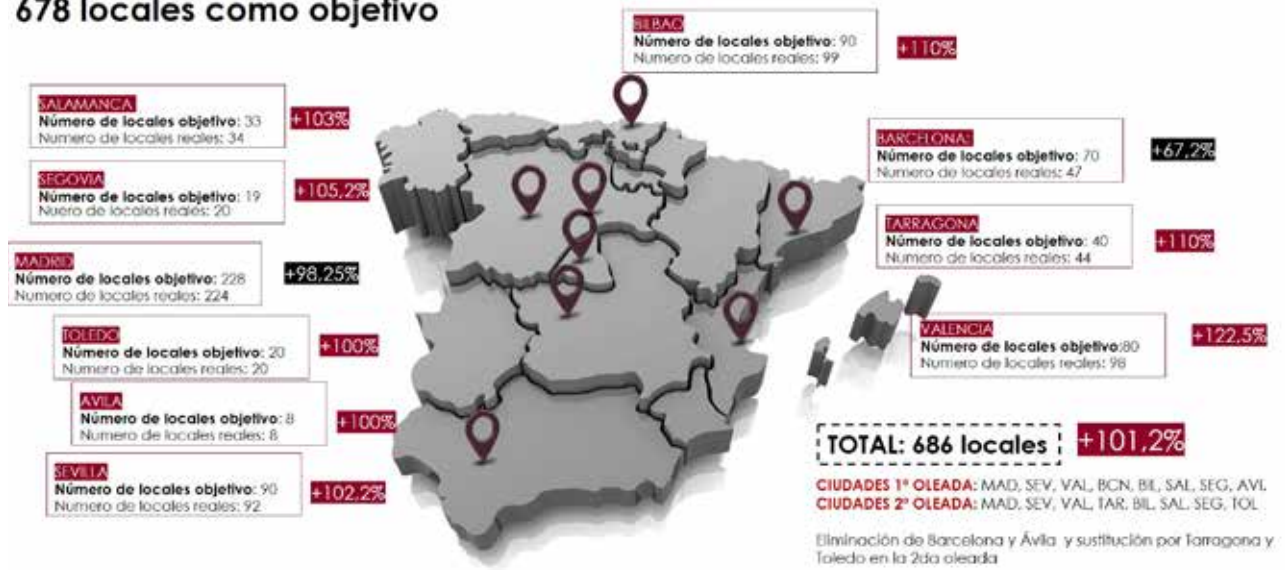 678 locales como objetivo
BILBAO
Número de locales objetivo: 90
Numero de locales reales: 99
+110%
SALAMANCA
Número de locales objetivo: 33
Numero de locales reales: 34
+103%
SEGOVIA
Número de locales objetivo: 19
Nuero de locales reales: 20
+105,2%
MADRID
Número de locales objetivo: 228
Numero de locales reales: 224
+98,25%
TOLEDO
Número de locales objetivo: 20
Numero de locales reales: 20
+100%
AVILA
Número de locales objetivo: 8
Numero de locales reales: 8
+100%
SEVILLA
Número de locales objetivo: 90
Numero de locales reales: 92
+102,2%
BARCELONA:
Número de locales objetivo: 70
Numero de locales reales: 47
+67,2%
TARRAGONA
Número de locales objetivo: 40
Numero de locales reales: 44
+110%
VALENCIA
Número de locales objetivo:80
Numero de locales reales: 98
+122,5%
TOTAL: 686 locales
+101,2%
CIUDADES 1ª OLEADA: MAD, SEV, VAL, BCN, BIL, SAL, SEG, AVI.
CIUDADES 2ª OLEADA: MAD, SEV, VAL, TAR, BIL, SAL, SEG, TOL
Eliminación de Barcelona y Ávila y sustitución por Tarragona y
Toledo en la 2da oleada